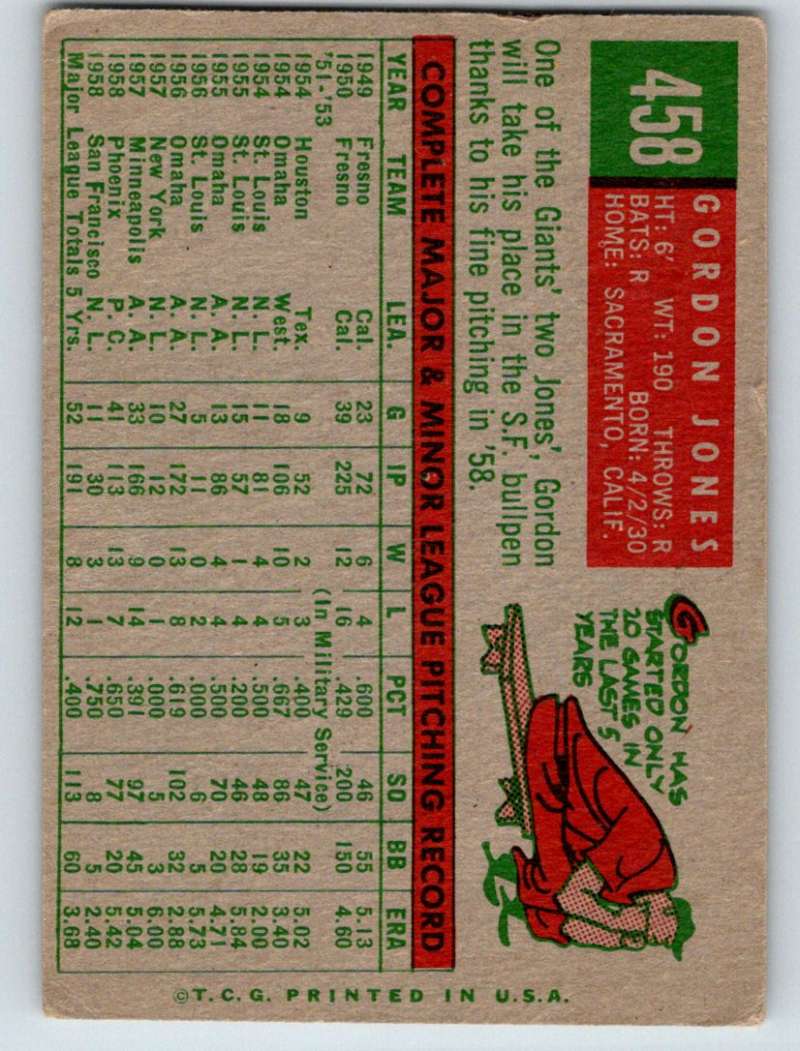 458
GORDON JONES
HT: 6' WT: 190 THROWS: R
BATS: R BORN: 4/2/30
HOME: SACRAMENTO, CALIF.
One of the Giants' two Jones', Gordon
will take his place in the S.F. bullpen
thanks to his fine pitching in '58.
GORDON HAS
STARTED ONLY
20 GAMES IN
THE LAST 5
YEARS
COMPLETE MAJOR & MINOR LEAGUE PITCHING RECORD
YEAR TEAM LEA. G IP W L PCT SO BB ERA
1949 Fresno Cal. 23 72 6 4 .600 46 55 5.13
1950 Fresno Cal. 39 225 12 16 .429 200 150 4.60
'51-'53 (In Military Service)
1954 Houston Tex. 9 52 2 3 .400 47 22 5.02
1954 Omaha West. 18 106 10 5 .667 86 35 3.40
1954 St. Louis N. L. 11 81 4 4 .500 48 19 2.00
1955 St. Louis N. L. 15 57 1 4 .200 46 28 5.84
1955 Omaha A. A. 13 86 4 4 .500 70 20 4.71
1956 St. Louis N. L. 5 11 0 2 .000 6 5 5.73
1956 Omaha A. A. 27 172 13 8 .619 102 32 2.88
1957 New York N. L. 10 12 0 1 .000 5 3 6.00
1957 Minneapolis A. A. 33 166 9 14 .391 97 45 5.04
1958 Phoenix P. C. 41 113 13 7 .650 77 20 5.42
1958 San Francisco N. L. 11 30 3 1 .750 8 5 2.40
Major League Totals 5 Yrs. 52 191 8 12 .400 113 60 3.68
©T.C.G. PRINTED IN U.S.A.